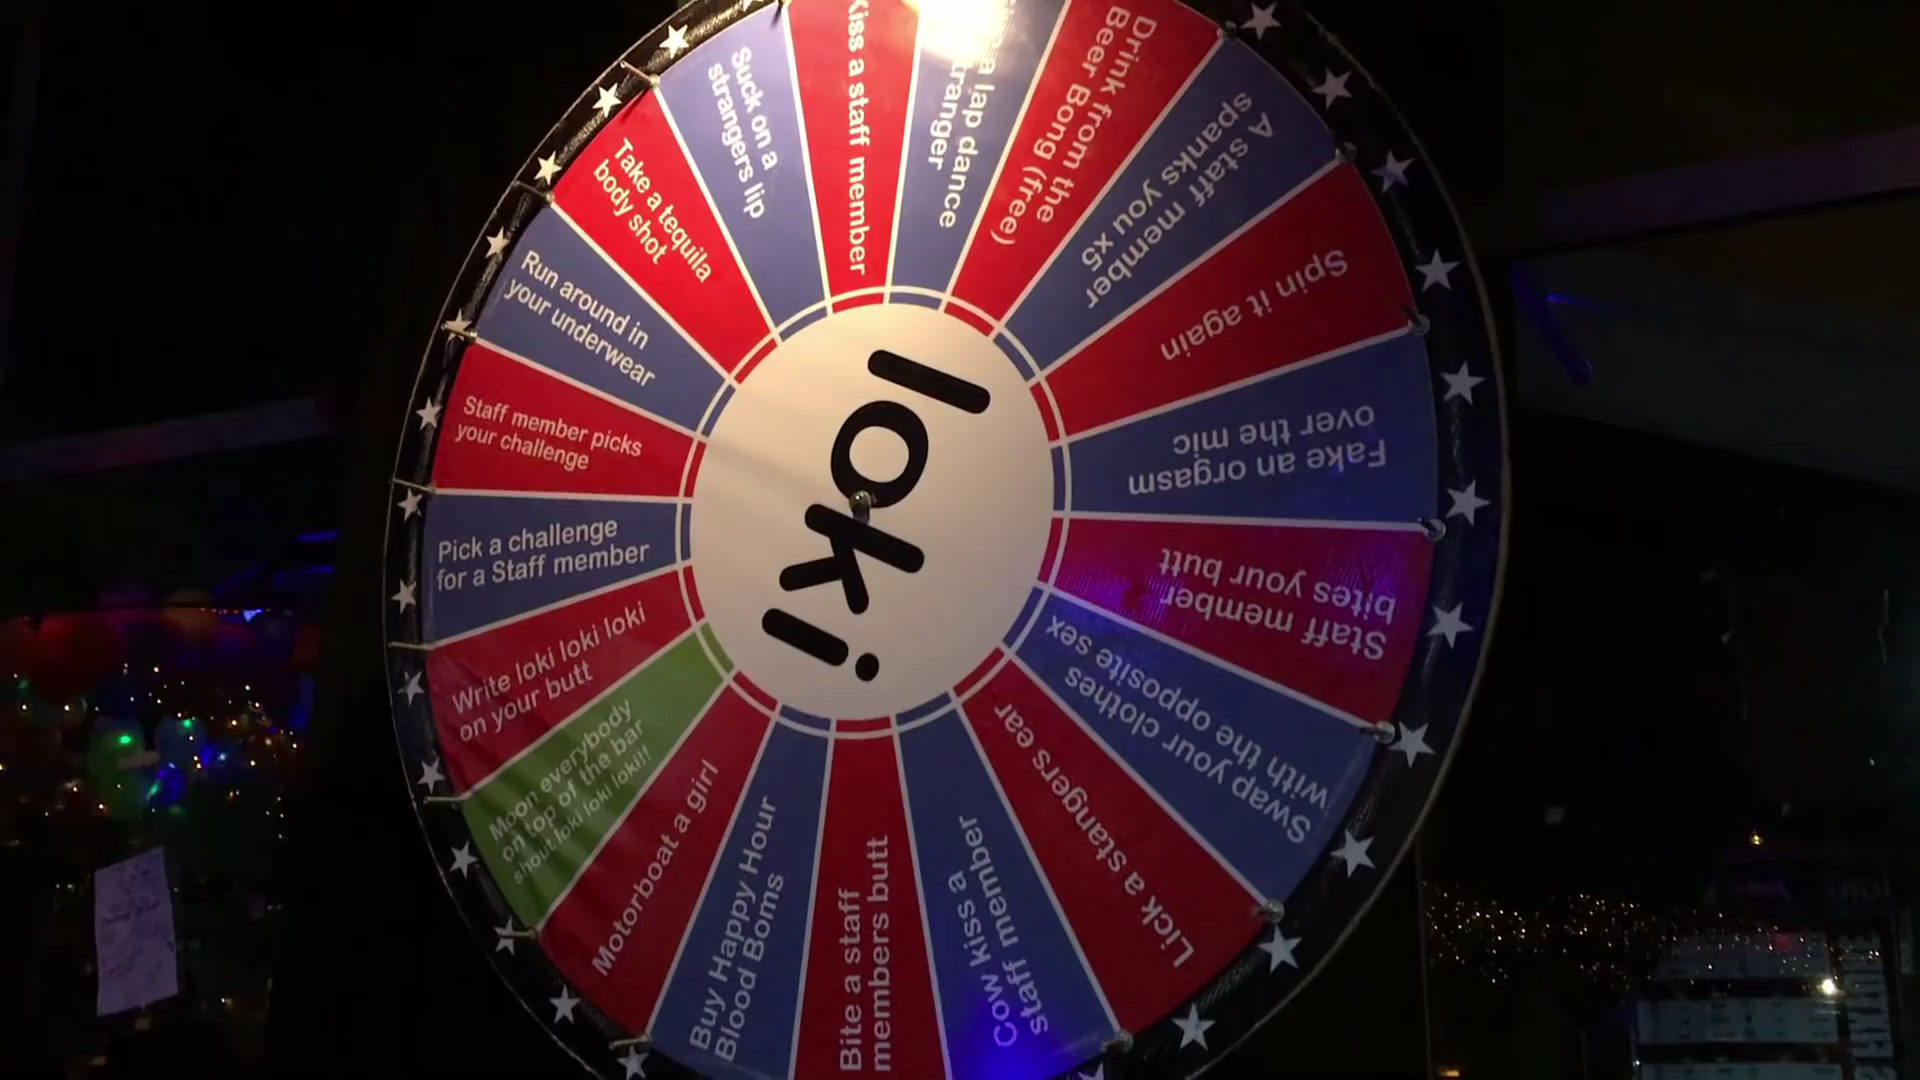 loki
Kiss a staff member
a lap dance
Drink from the
Beer Bong (free)
A staff member
spanks you x5
Spin it again
Fake an orgasm
over the mic
Staff member
bites your butt
Swap your clothes
with the opposite sex
Lick a stangers ear
Cow kiss a
staff member
Bite a staff
members butt
Buy Happy Hour
Blood Boms
Motorboat a girl
Moon everybody
on top of the bar
shout loki loki loki!!
Write loki loki loki
on your butt
Pick a challenge
for a Staff member
Staff member picks
your challenge
Run around in
your underwear
Take a tequila
body shot
Suck on a
strangers lip